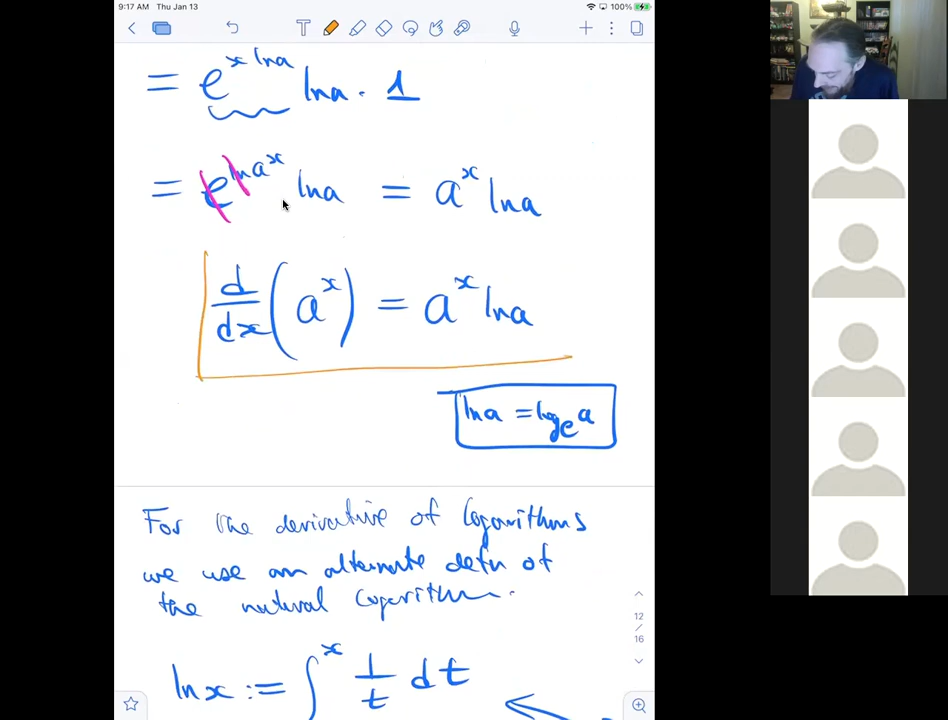 9:17 AM Thu Jan 13
100%
= e^{x ln a} ln a · 1
= e^{ln a^x} ln a = a^x ln a
d/dx (a^x) = a^x ln a
ln a = log_e a
For the derivative of logarithms
we use an alternate defn of
the natural logarithm.
12
/
16
ln x := ∫^x 1/t dt